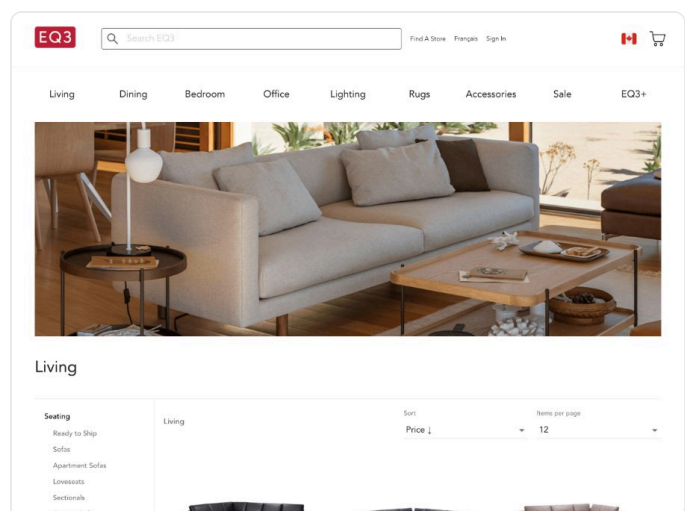 EQ3
Search EQ3
Find A Store Français Sign In
Living Dining Bedroom Office Lighting Rugs Accessories Sale EQ3+
Living
Seating
Ready to Ship
Sofas
Apartment Sofas
Loveseats
Sectionals
Living
Sort
Price ↓
Items per page
12